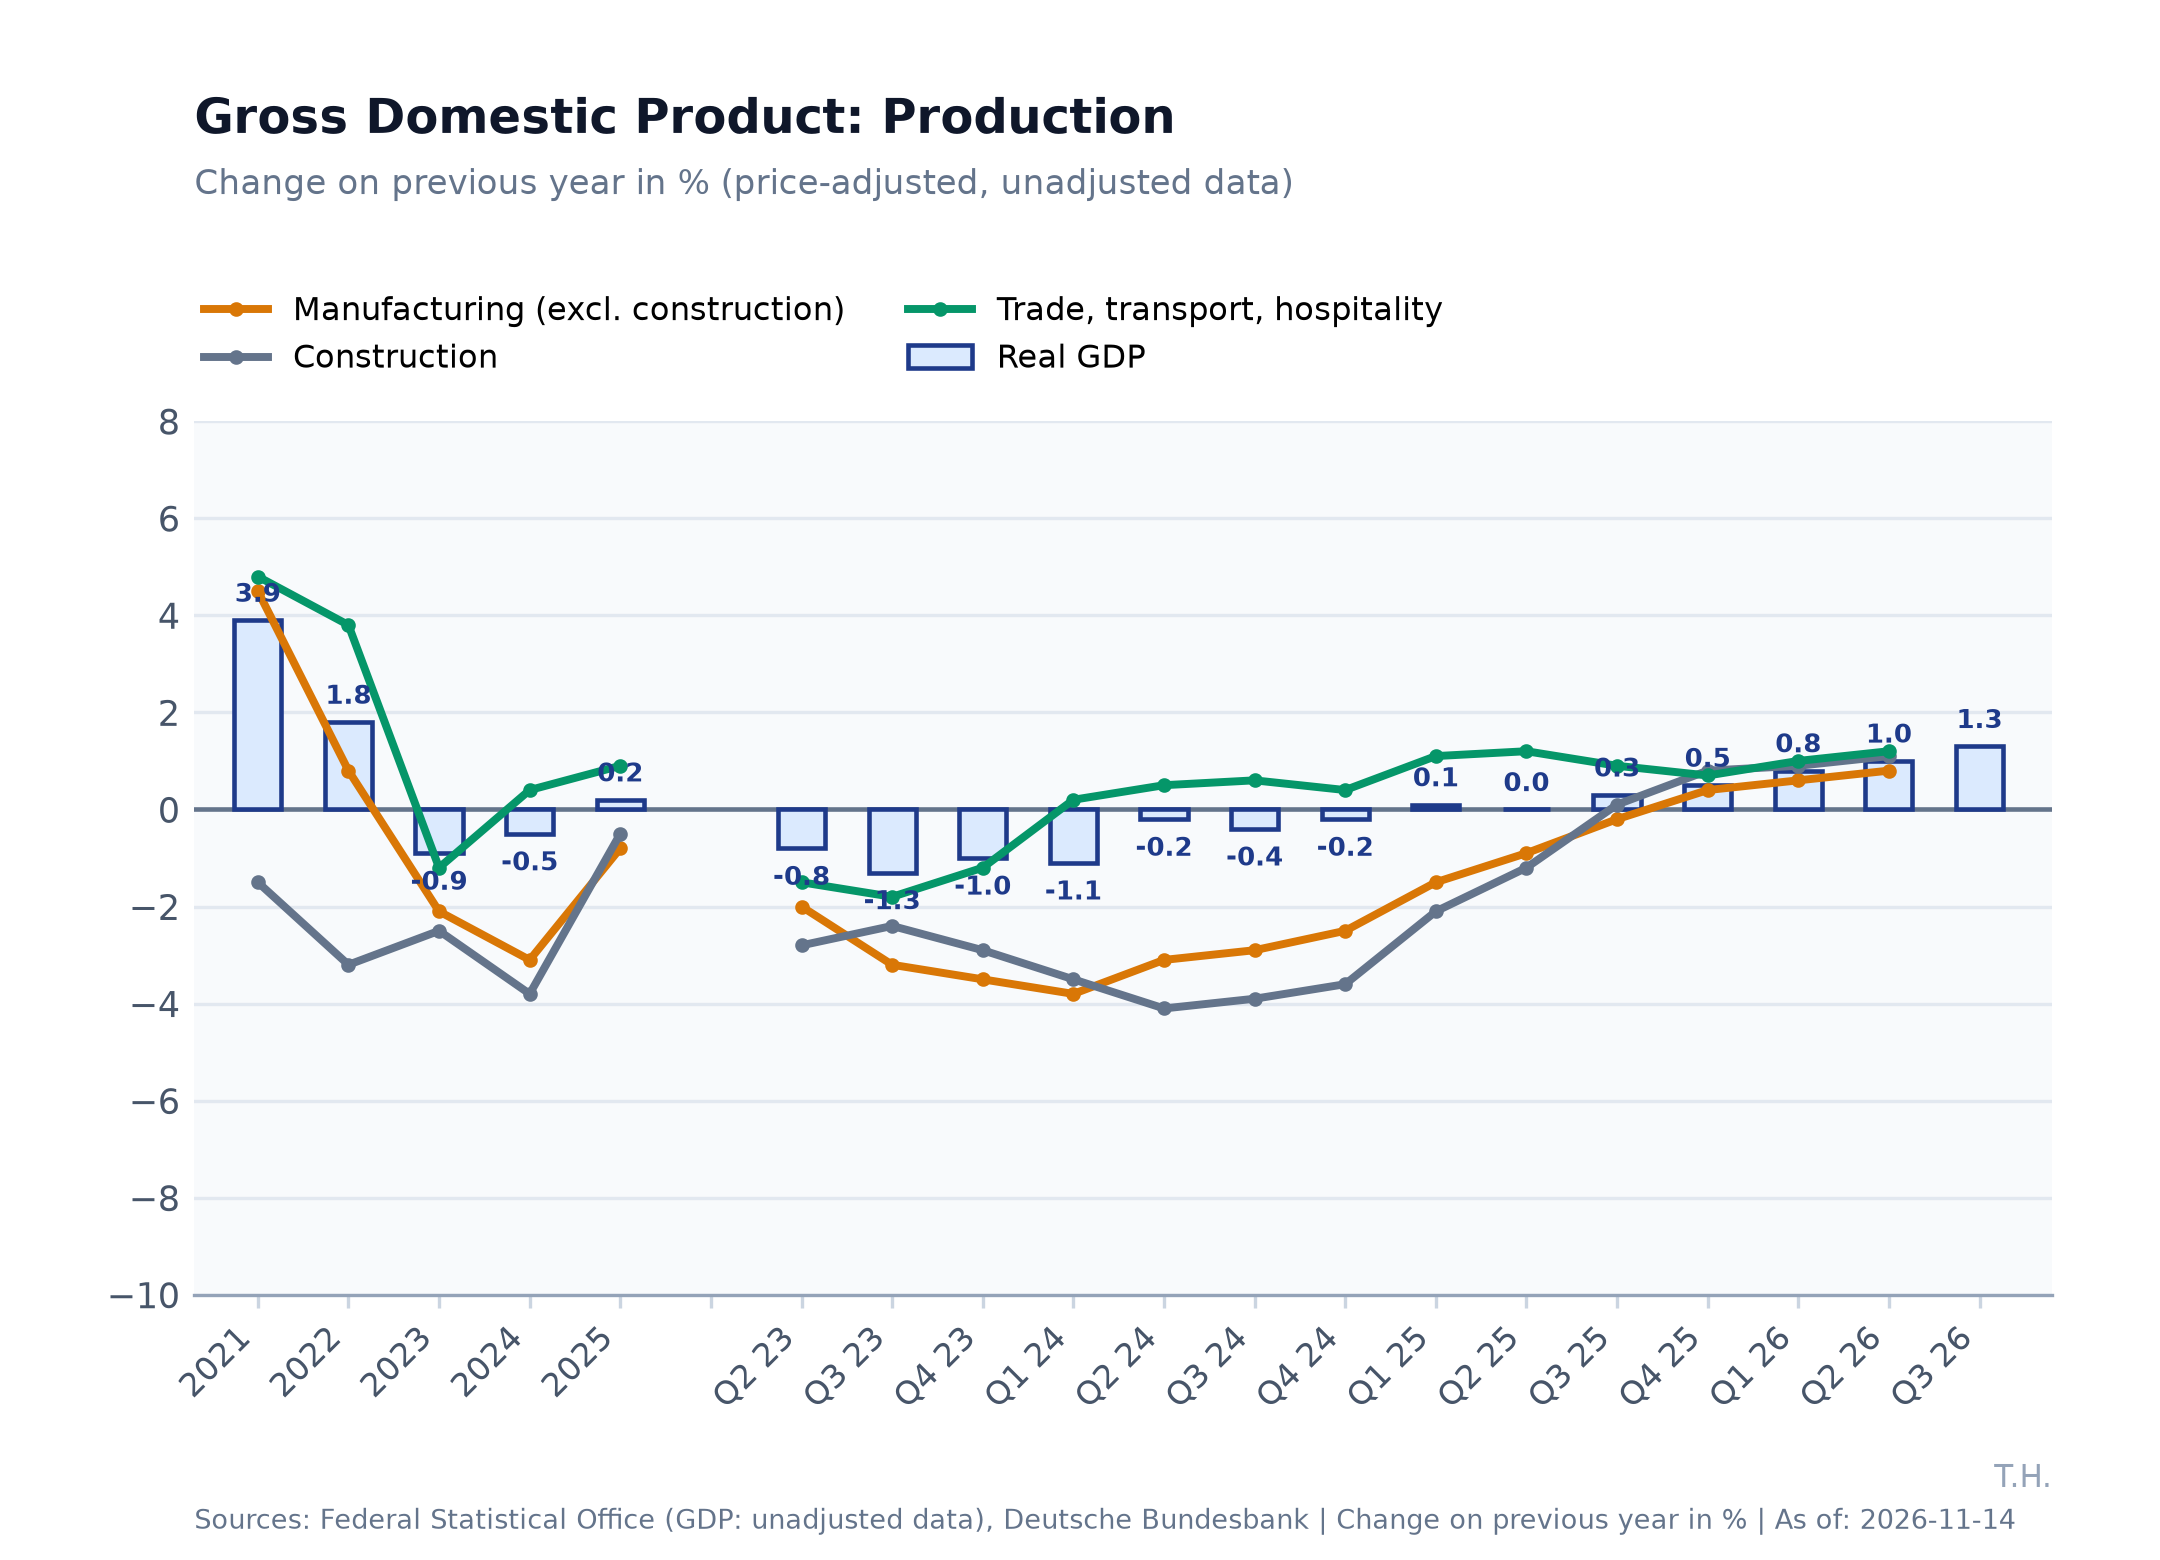 Gross Domestic Product: Production
Change on previous year in % (price-adjusted, unadjusted data)
Manufacturing (excl. construction)
Trade, transport, hospitality
Construction
Real GDP
8
6
4
2
0
−2
−4
−6
−8
−10
3.9
1.8
-0.9
-0.5
0.2
-0.8
-1.3
-1.0
-1.1
-0.2
-0.4
-0.2
0.1
0.0
0.3
0.5
0.8
1.0
1.3
2021
2022
2023
2024
2025
Q2 23
Q3 23
Q4 23
Q1 24
Q2 24
Q3 24
Q4 24
Q1 25
Q2 25
Q3 25
Q4 25
Q1 26
Q2 26
Q3 26
T.H.
Sources: Federal Statistical Office (GDP: unadjusted data), Deutsche Bundesbank | Change on previous year in % | As of: 2026-11-14